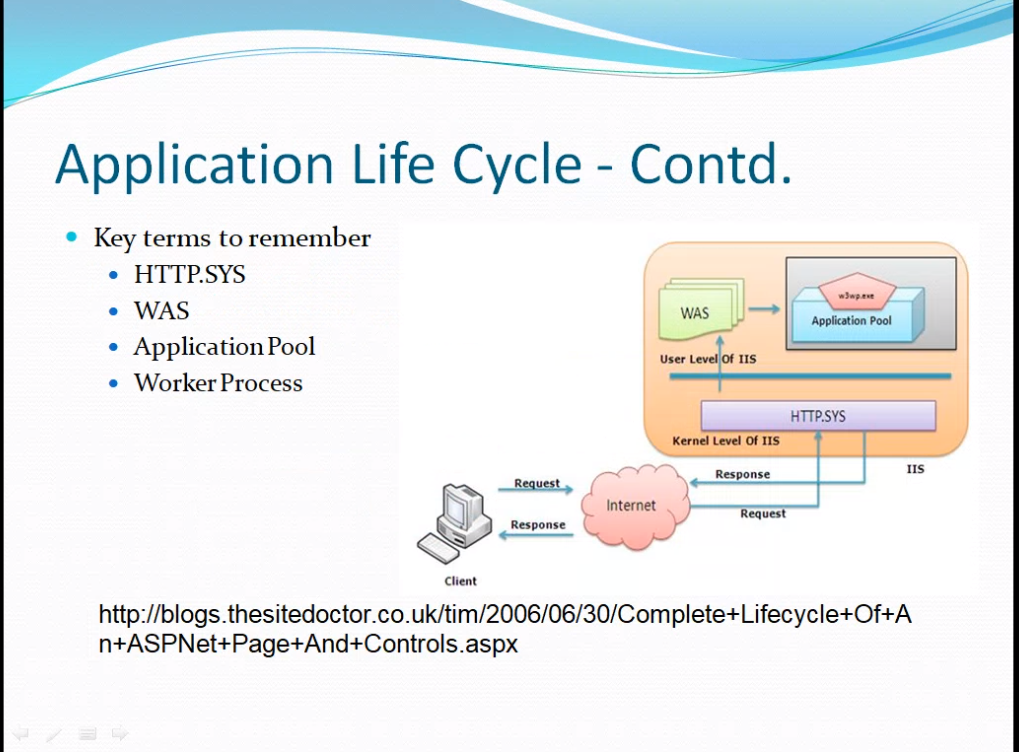 Application Life Cycle - Contd.
Key terms to remember
HTTP.SYS
WAS
Application Pool
Worker Process
WAS
w3wp.exe
Application Pool
User Level Of IIS
HTTP.SYS
Kernel Level Of IIS
IIS
Request
Response
Internet
Response
Request
Client
http://blogs.thesitedoctor.co.uk/tim/2006/06/30/Complete+Lifecycle+Of+A
n+ASPNet+Page+And+Controls.aspx